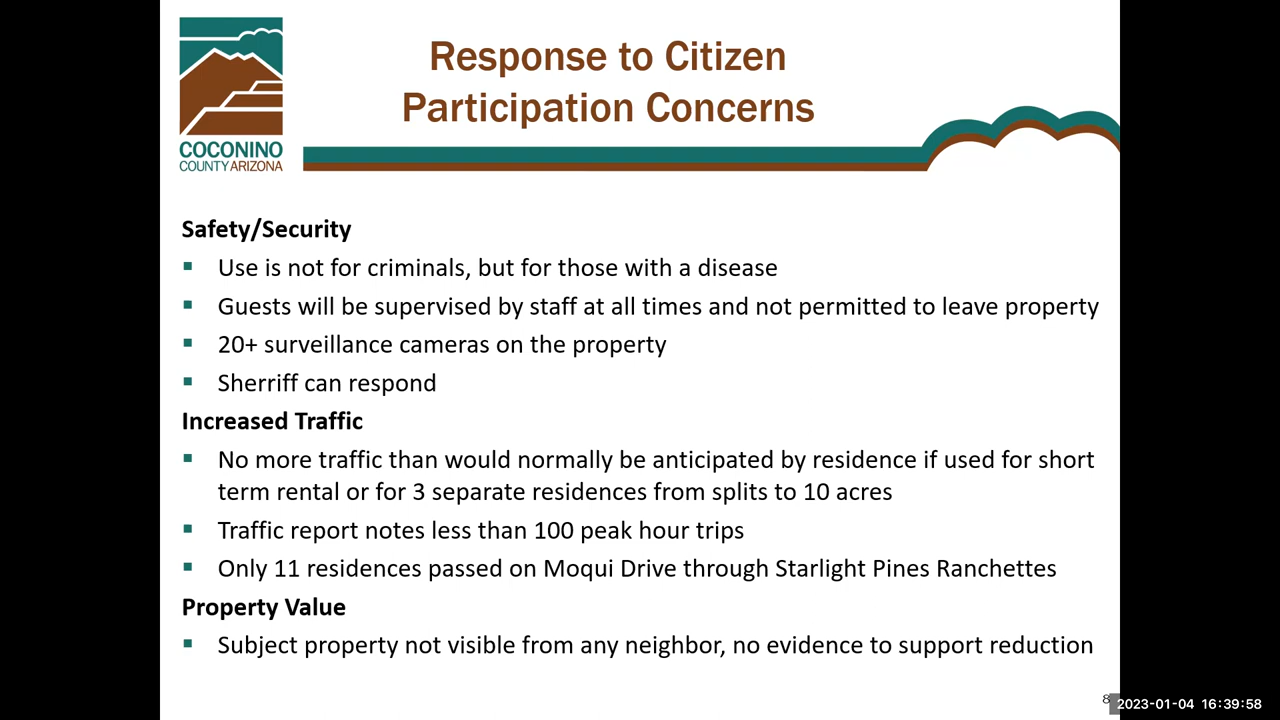 Response to Citizen
Participation Concerns
COCONINO
COUNTY ARIZONA
Safety/Security
▪ Use is not for criminals, but for those with a disease
▪ Guests will be supervised by staff at all times and not permitted to leave property
▪ 20+ surveillance cameras on the property
▪ Sherriff can respond
Increased Traffic
▪ No more traffic than would normally be anticipated by residence if used for short
term rental or for 3 separate residences from splits to 10 acres
▪ Traffic report notes less than 100 peak hour trips
▪ Only 11 residences passed on Moqui Drive through Starlight Pines Ranchettes
Property Value
▪ Subject property not visible from any neighbor, no evidence to support reduction
8
2023-01-04 16:39:58